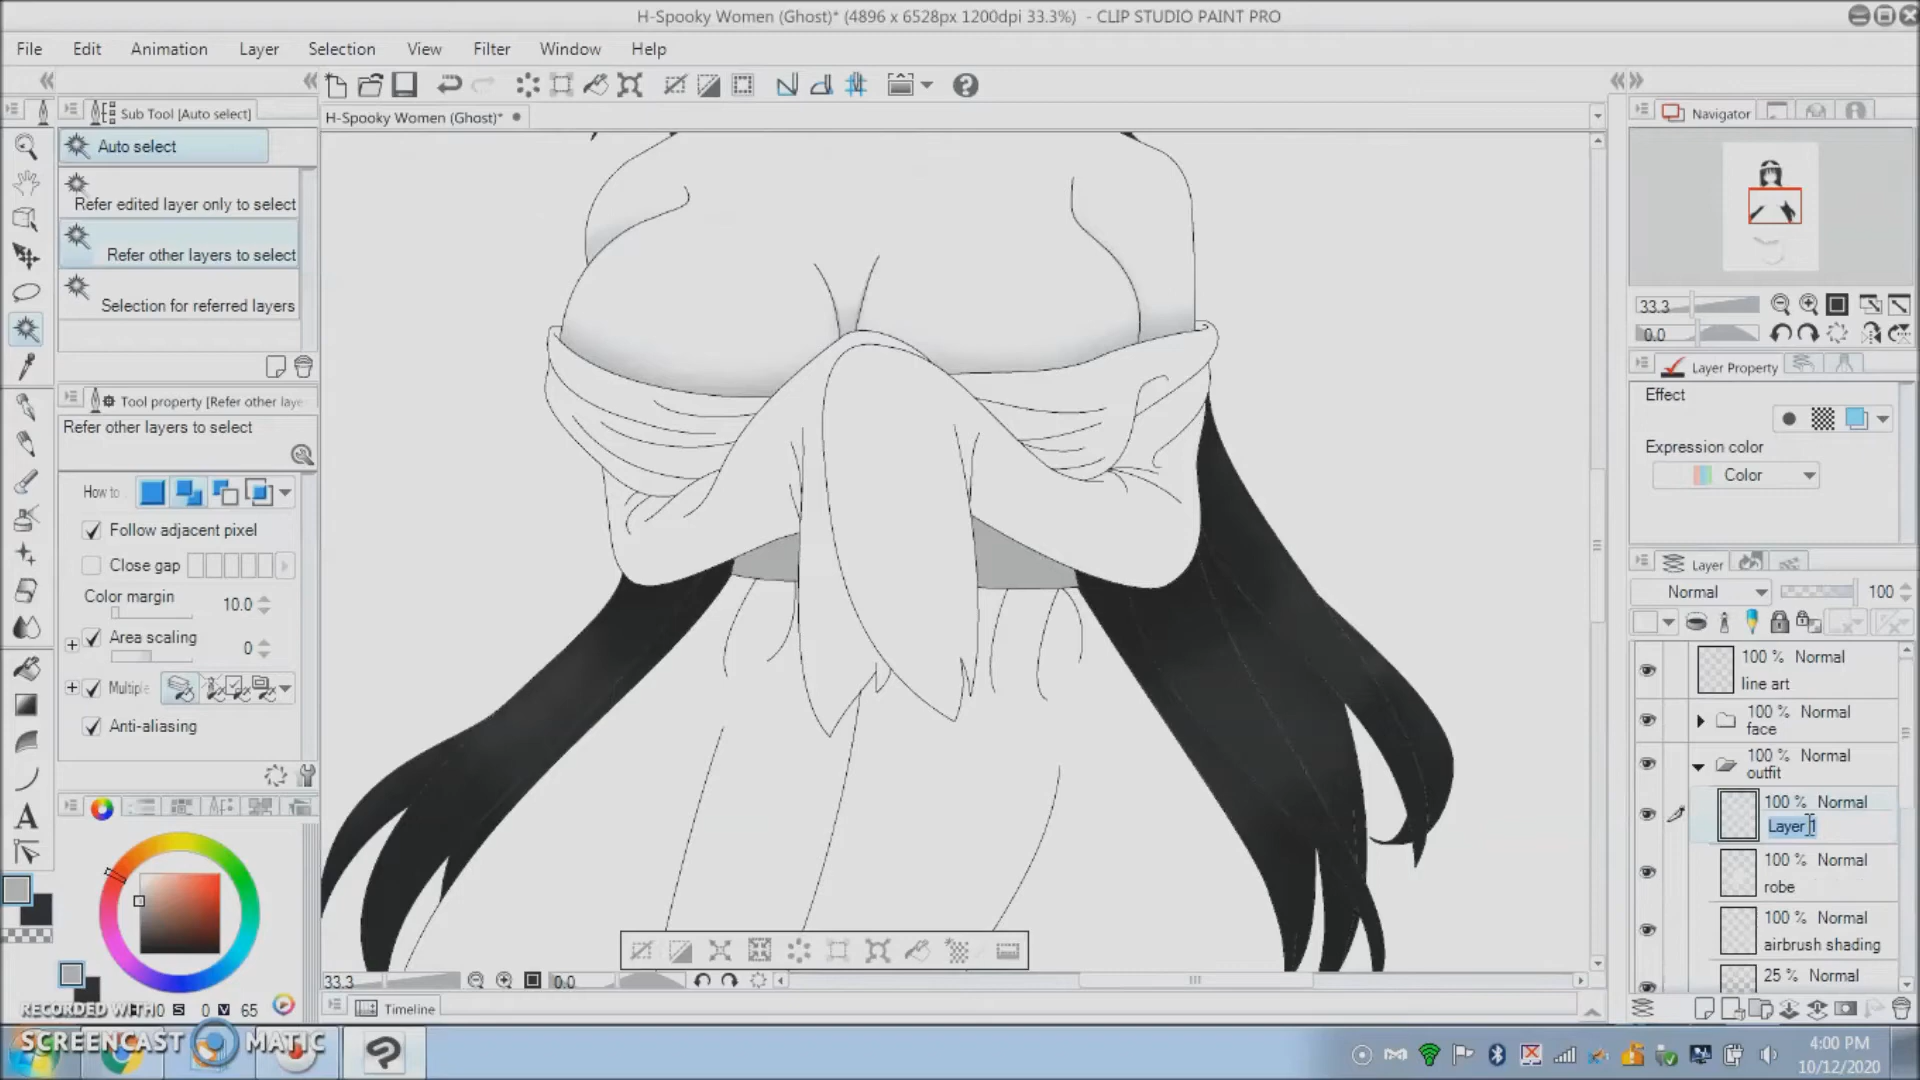 H-Spooky Women (Ghost)* (4896 x 6528px 1200dpi 33.3%) - CLIP STUDIO PAINT PRO
File Edit Animation Layer Selection View Filter Window Help
Sub Tool [Auto select]
H-Spooky Women (Ghost)*
Auto select
Refer edited layer only to select
Refer other layers to select
Selection for referred layers
Tool property [Refer other laye
Refer other layers to select
How to
Follow adjacent pixel
Close gap
Color margin
10.0
Area scaling
0
Multiple
Anti-aliasing
RECORDED WITH
SCREENCAST MATIC
0 S 0 V 65
33.3
0.0
Timeline
Navigator
33.3
0.0
Layer Property
Effect
Expression color
Color
Layer
Normal 100
100 % Normal
line art
100 % Normal
face
100 % Normal
outfit
100 % Normal
Layer 1
100 % Normal
robe
100 % Normal
airbrush shading
25 % Normal
4:00 PM
10/12/2020